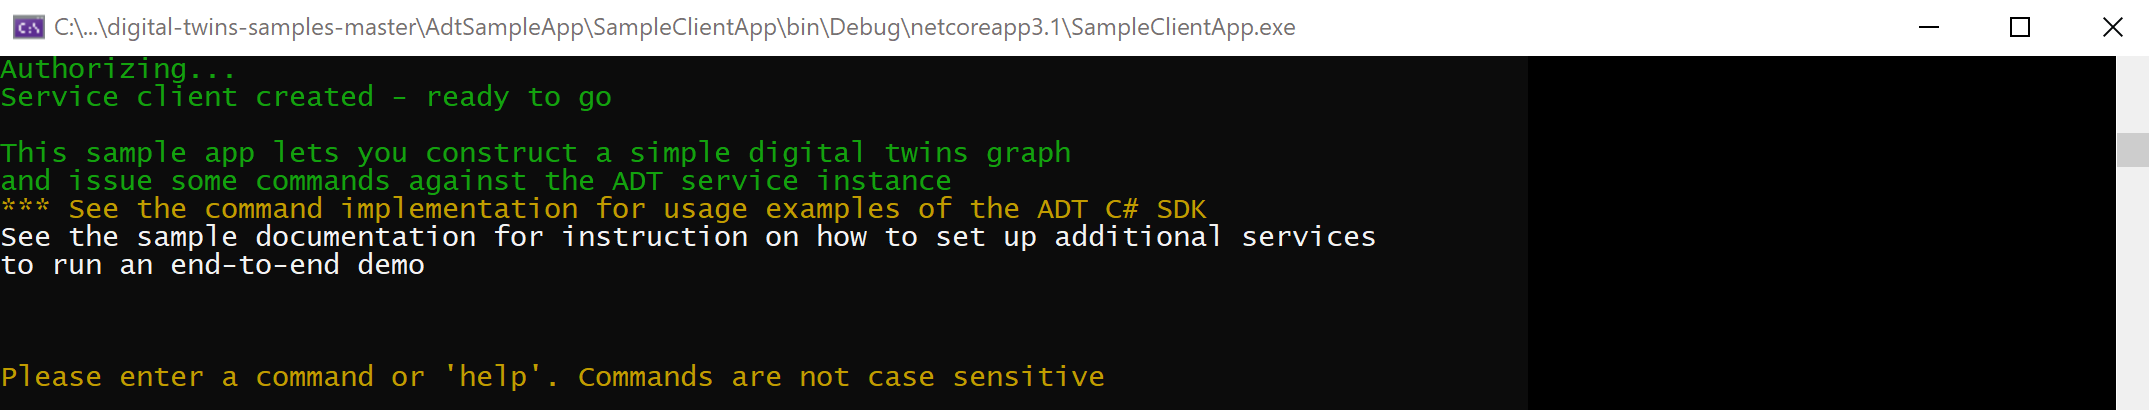 C:\...\digital-twins-samples-master\AdtSampleApp\SampleClientApp\bin\Debug\netcoreapp3.1\SampleClientApp.exe
Authorizing...
Service client created - ready to go
This sample app lets you construct a simple digital twins graph
and issue some commands against the ADT service instance
*** See the command implementation for usage examples of the ADT C# SDK
See the sample documentation for instruction on how to set up additional services
to run an end-to-end demo
Please enter a command or 'help'. Commands are not case sensitive